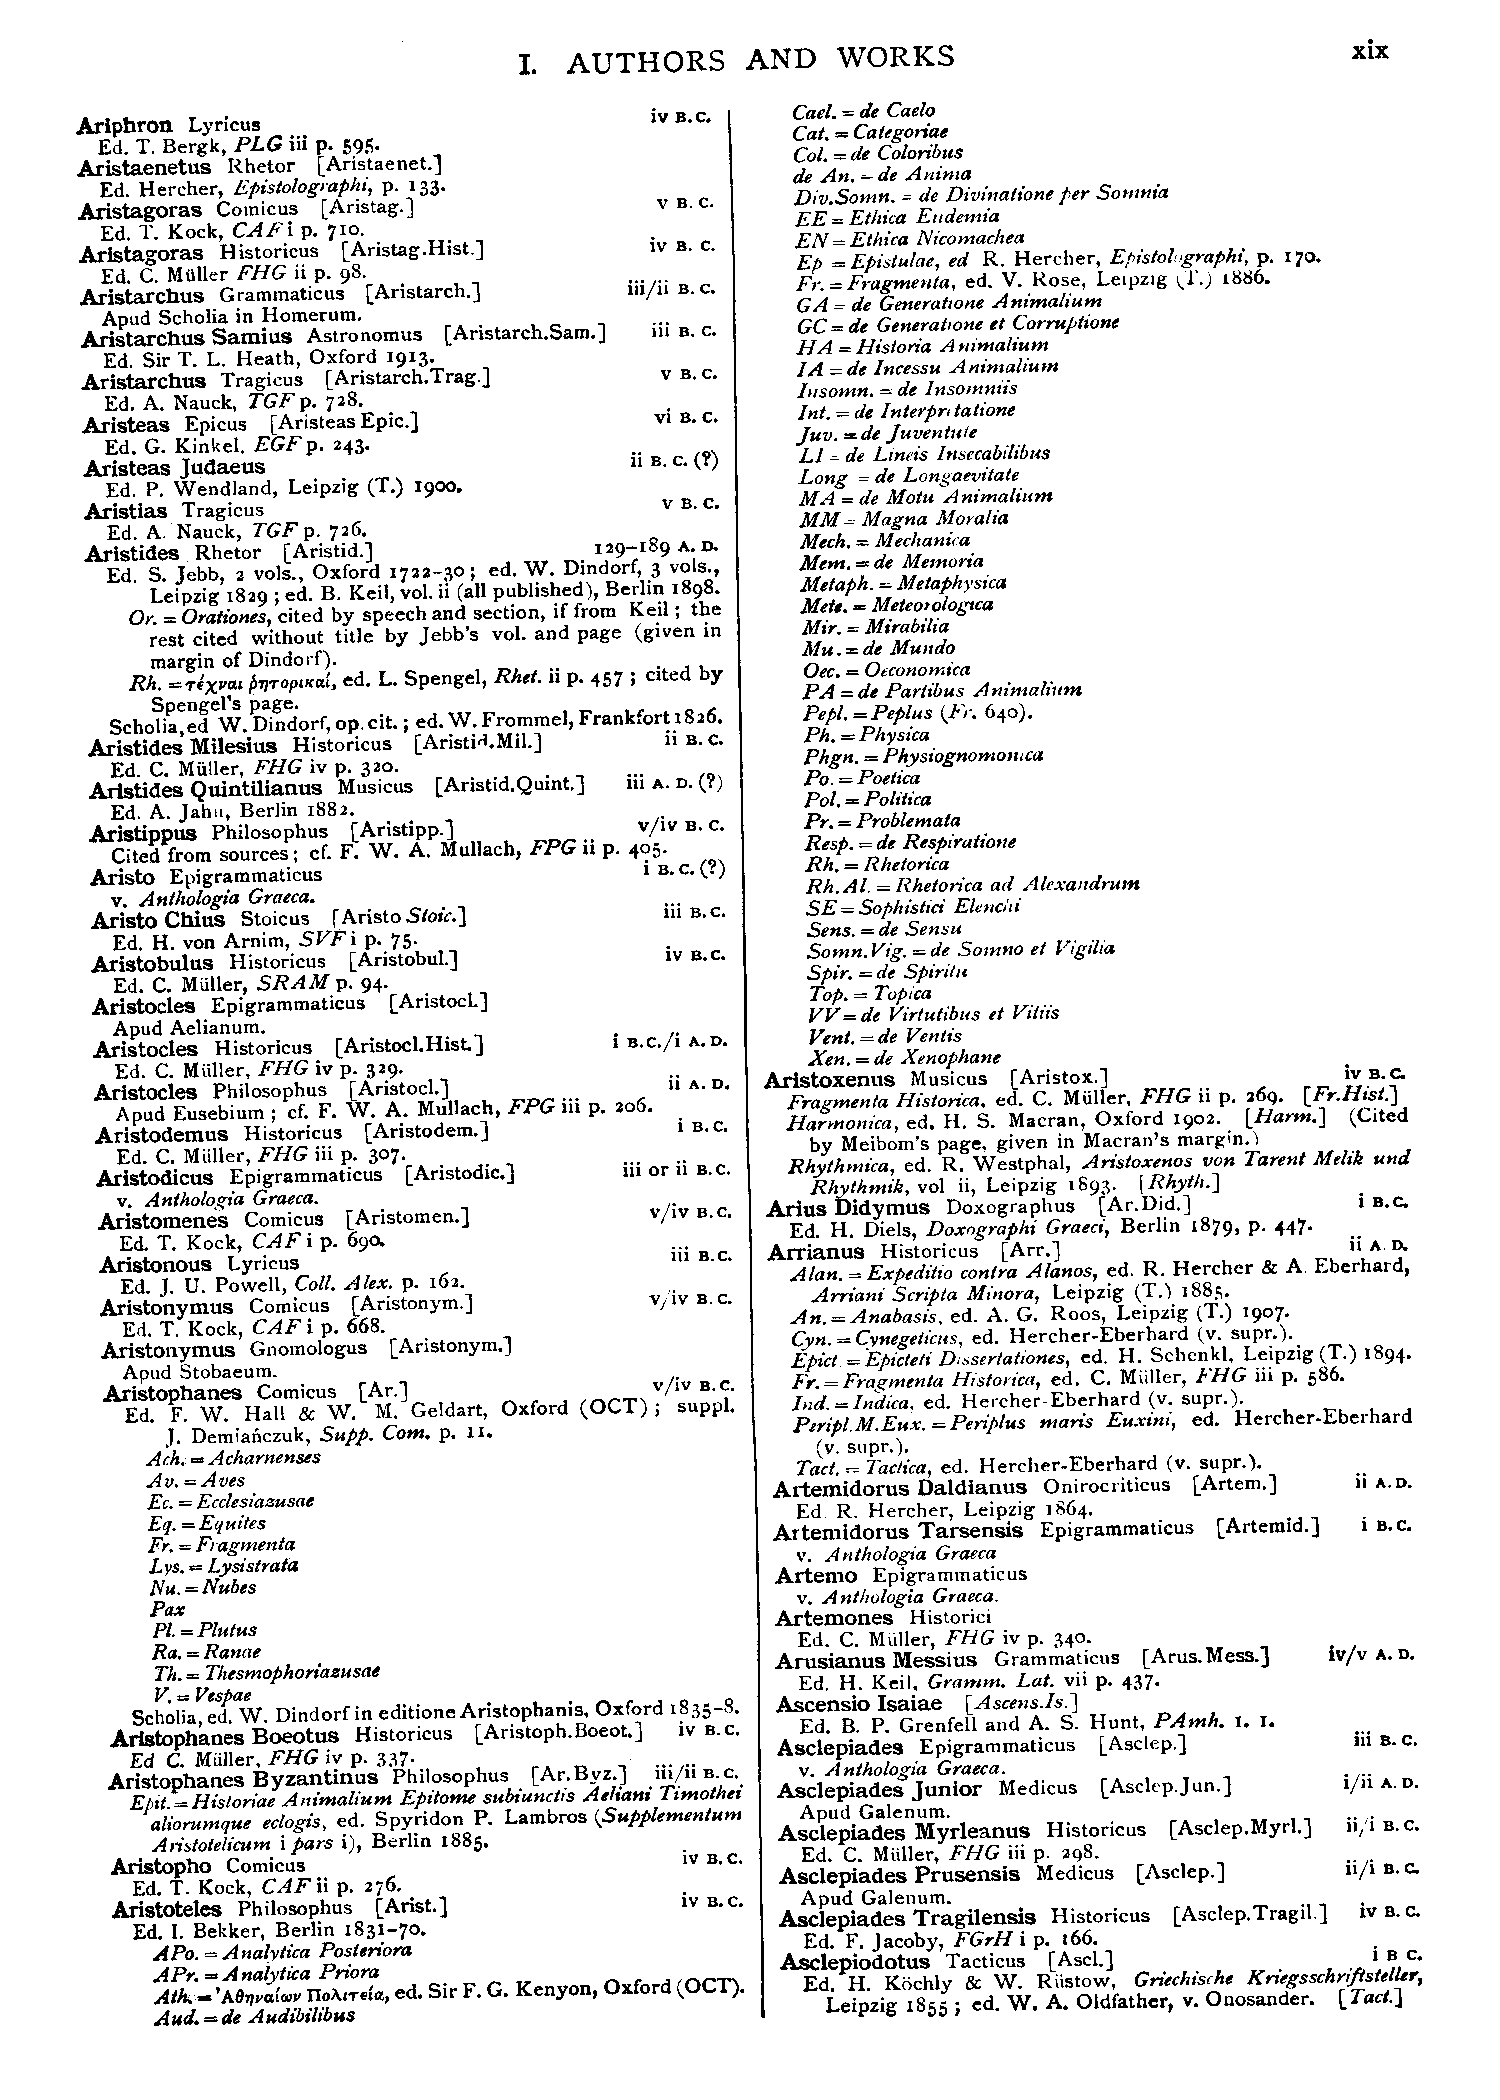 I. AUTHORS AND WORKS
xix
Ariphron Lyricus iv B.C.
Ed. T. Bergk, PLG iii p. 595.
Aristaenetus Rhetor [Aristaenet.]
Ed. Hercher, Epistolographi, p. 133.
Aristagoras Comicus [Aristag.] v B.C.
Ed. T. Kock, CAF i p. 710.
Aristagoras Historicus [Aristag.Hist.] iv B.C.
Ed. C. Müller FHG ii p. 98.
Aristarchus Grammaticus [Aristarch.] iii/ii B.C.
Apud Scholia in Homerum.
Aristarchus Samius Astronomus [Aristarch.Sam.] iii B.C.
Ed. Sir T. L. Heath, Oxford 1913.
Aristarchus Tragicus [Aristarch.Trag.] v B.C.
Ed. A. Nauck, TGF p. 728.
Aristeas Epicus [Aristeas Epic.] vi B.C.
Ed. G. Kinkel. EGF p. 243.
Aristeas Judaeus ii B.C. (?)
Ed. P. Wendland, Leipzig (T.) 1900.
Aristias Tragicus v B.C.
Ed. A. Nauck, TGF p. 726.
Aristides Rhetor [Aristid.] 129–189 A.D.
Ed. S. Jebb, 2 vols., Oxford 1722–30; ed. W. Dindorf, 3 vols.,
Leipzig 1829; ed. B. Keil, vol. ii (all published), Berlin 1898.
Or. = Orationes, cited by speech and section, if from Keil; the
rest cited without title by Jebb's vol. and page (given in
margin of Dindorf).
Rh. = τέχναι ῥητορικαί, ed. L. Spengel, Rhet. ii p. 457; cited by
Spengel's page.
Scholia, ed W. Dindorf, op. cit.; ed. W. Frommel, Frankfort 1826.
Aristides Milesius Historicus [Aristid.Mil.] ii B.C.
Ed. C. Müller, FHG iv p. 320.
Aristides Quintilianus Musicus [Aristid.Quint.] iii A.D. (?)
Ed. A. Jahn, Berlin 1882.
Aristippus Philosophus [Aristipp.] v/iv B.C.
Cited from sources; cf. F. W. A. Mullach, FPG ii p. 405.
Aristo Epigrammaticus i B.C. (?)
v. Anthologia Graeca.
Aristo Chius Stoicus [Aristo Stoic.] iii B.C.
Ed. H. von Arnim, SVF i p. 75.
Aristobulus Historicus [Aristobul.] iv B.C.
Ed. C. Müller, SRAM p. 94.
Aristocles Epigrammaticus [Aristocl.]
Apud Aelianum.
Aristocles Historicus [Aristocl.Hist.] i B.C./i A.D.
Ed. C. Müller, FHG iv p. 329.
Aristocles Philosophus [Aristocl.] ii A.D.
Apud Eusebium; cf. F. W. A. Mullach, FPG iii p. 206.
Aristodemus Historicus [Aristodem.] i B.C.
Ed. C. Müller, FHG iii p. 307.
Aristodicus Epigrammaticus [Aristodic.] iii or ii B.C.
v. Anthologia Graeca.
Aristomenes Comicus [Aristomen.] v/iv B.C.
Ed. T. Kock, CAF i p. 690.
Aristonous Lyricus iii B.C.
Ed. J. U. Powell, Coll. Alex. p. 162.
Aristonymus Comicus [Aristonym.] v/iv B.C.
Ed. T. Kock, CAF i p. 668.
Aristonymus Gnomologus [Aristonym.]
Apud Stobaeum.
Aristophanes Comicus [Ar.] v/iv B.C.
Ed. F. W. Hall & W. M. Geldart, Oxford (OCT); suppl.
J. Demiańczuk, Supp. Com. p. 11.
Ach. = Acharnenses
Av. = Aves
Ec. = Ecclesiazusae
Eq. = Equites
Fr. = Fragmenta
Lys. = Lysistrata
Nu. = Nubes
Pax
Pl. = Plutus
Ra. = Ranae
Th. = Thesmophoriazusae
V. = Vespae
Scholia, ed. W. Dindorf in editione Aristophanis, Oxford 1835–8.
Aristophanes Boeotus Historicus [Aristoph.Boeot.] iv B.C.
Ed C. Müller, FHG iv p. 337.
Aristophanes Byzantinus Philosophus [Ar.Byz.] iii/ii B.C.
Epit. = Historiae Animalium Epitome subiunctis Aeliani Timothei
aliorumque eclogis, ed. Spyridon P. Lambros (Supplementum
Aristotelicum i pars i), Berlin 1885.
Aristopho Comicus iv B.C.
Ed. T. Kock, CAF ii p. 276.
Aristoteles Philosophus [Arist.] iv B.C.
Ed. I. Bekker, Berlin 1831–70.
APo. = Analytica Posteriora
APr. = Analytica Priora
Ath. = Ἀθηναίων Πολιτεία, ed. Sir F. G. Kenyon, Oxford (OCT).
Aud. = de Audibilibus
Cael. = de Caelo
Cat. = Categoriae
Col. = de Coloribus
de An. = de Anima
Div.Somn. = de Divinatione per Somnia
EE = Ethica Eudemia
EN = Ethica Nicomachea
Ep = Epistulae, ed R. Hercher, Epistolographi, p. 170.
Fr. = Fragmenta, ed. V. Rose, Leipzig (T.) 1886.
GA = de Generatione Animalium
GC = de Generatione et Corruptione
HA = Historia Animalium
IA = de Incessu Animalium
Insomn. = de Insomniis
Int. = de Interpretatione
Juv. = de Juventute
LI = de Lineis Insecabilibus
Long = de Longaevitate
MA = de Motu Animalium
MM = Magna Moralia
Mech. = Mechanica
Mem. = de Memoria
Metaph. = Metaphysica
Mete. = Meteorologica
Mir. = Mirabilia
Mu. = de Mundo
Oec. = Oeconomica
PA = de Partibus Animalium
Pepl. = Peplus (Fr. 640).
Ph. = Physica
Phgn. = Physiognomonica
Po. = Poetica
Pol. = Politica
Pr. = Problemata
Resp. = de Respiratione
Rh. = Rhetorica
Rh.Al. = Rhetorica ad Alexandrum
SE = Sophistici Elenchi
Sens. = de Sensu
Somn.Vig. = de Somno et Vigilia
Spir. = de Spiritu
Top. = Topica
VV = de Virtutibus et Vitiis
Vent. = de Ventis
Xen. = de Xenophane
Aristoxenus Musicus [Aristox.] iv B.C.
Fragmenta Historica, ed. C. Müller, FHG ii p. 269. [Fr.Hist.]
Harmonica, ed. H. S. Macran, Oxford 1902. [Harm.] (Cited
by Meibom's page, given in Macran's margin.)
Rhythmica, ed. R. Westphal, Aristoxenos von Tarent Melik und
Rhythmik, vol ii, Leipzig 1893. [Rhyth.]
Arius Didymus Doxographus [Ar.Did.] i B.C.
Ed. H. Diels, Doxographi Graeci, Berlin 1879, p. 447.
Arrianus Historicus [Arr.] ii A.D.
Alan. = Expeditio contra Alanos, ed. R. Hercher & A. Eberhard,
Arriani Scripta Minora, Leipzig (T.) 1885.
An. = Anabasis, ed. A. G. Roos, Leipzig (T.) 1907.
Cyn. = Cynegeticus, ed. Hercher-Eberhard (v. supr.).
Epict = Epicteti Dissertationes, ed. H. Schenkl, Leipzig (T.) 1894.
Fr. = Fragmenta Historica, ed. C. Müller, FHG iii p. 586.
Ind. = Indica, ed. Hercher-Eberhard (v. supr.).
Peripl.M.Eux. = Periplus maris Euxini, ed. Hercher-Eberhard
(v. supr.).
Tact. = Tactica, ed. Hercher-Eberhard (v. supr.).
Artemidorus Daldianus Onirocriticus [Artem.] ii A.D.
Ed. R. Hercher, Leipzig 1864.
Artemidorus Tarsensis Epigrammaticus [Artemid.] i B.C.
v. Anthologia Graeca
Artemo Epigrammaticus
v. Anthologia Graeca.
Artemones Historici
Ed. C. Müller, FHG iv p. 340.
Arusianus Messius Grammaticus [Arus.Mess.] iv/v A.D.
Ed. H. Keil, Gramm. Lat. vii p. 437.
Ascensio Isaiae [Ascens.Is.]
Ed. B. P. Grenfell and A. S. Hunt, PAmh. 1. 1.
Asclepiades Epigrammaticus [Asclep.] iii B.C.
v. Anthologia Graeca.
Asclepiades Junior Medicus [Asclep.Jun.] i/ii A.D.
Apud Galenum.
Asclepiades Myrleanus Historicus [Asclep.Myrl.] ii/i B.C.
Ed. C. Müller, FHG iii p. 298.
Asclepiades Prusensis Medicus [Asclep.] ii/i B.C.
Apud Galenum.
Asclepiades Tragilensis Historicus [Asclep.Tragil.] iv B.C.
Ed. F. Jacoby, FGrH i p. 166.
Asclepiodotus Tacticus [Ascl.] i B C.
Ed. H. Köchly & W. Rüstow, Griechische Kriegsschriftsteller,
Leipzig 1855; ed. W. A. Oldfather, v. Onosander. [Tact.]